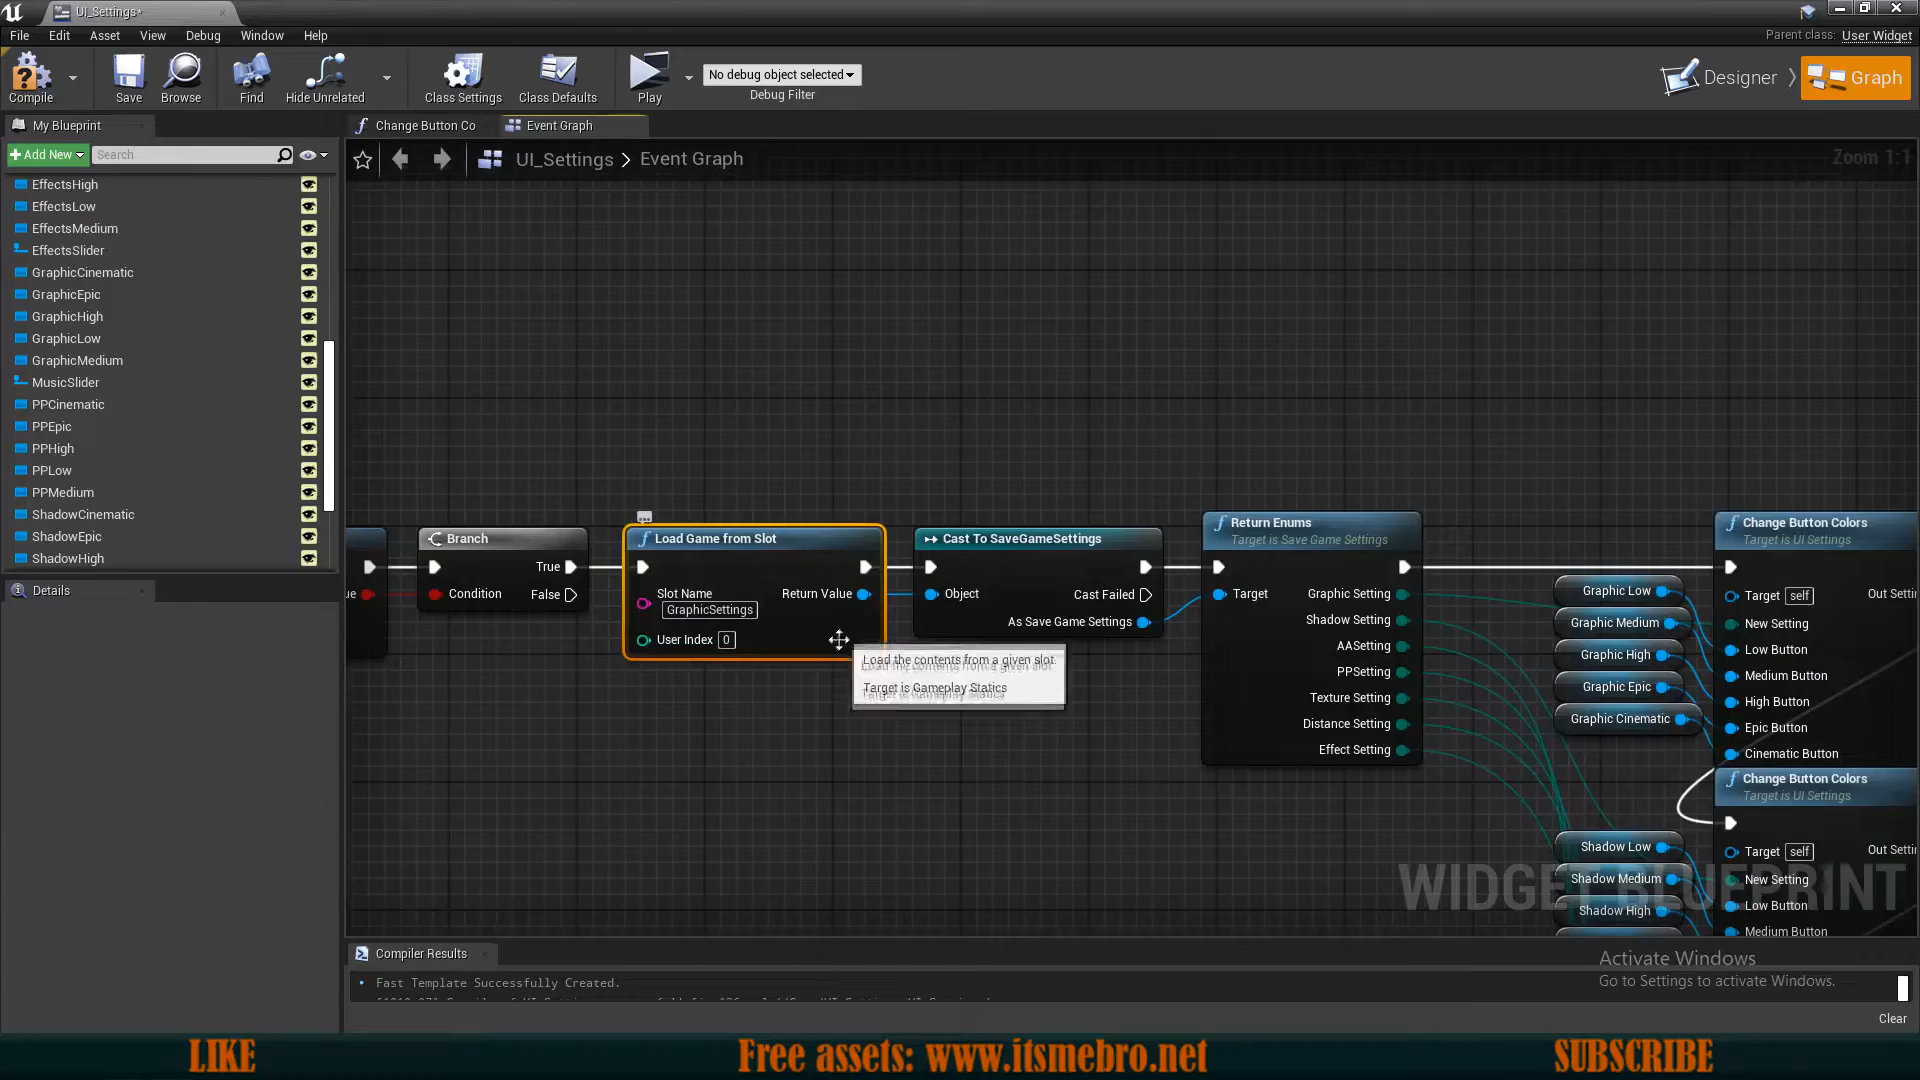 UI_Settings*
File Edit Asset View Debug Window Help
Parent class: User Widget
Compile Save Browse Find Hide Unrelated Class Settings Class Defaults Play
No debug object selected
Debug Filter
Designer Graph
My Blueprint
Change Button Co
Event Graph
Add New
Search
UI_Settings > Event Graph
Zoom 1:1
EffectsHigh
EffectsLow
EffectsMedium
EffectsSlider
GraphicCinematic
GraphicEpic
GraphicHigh
GraphicLow
GraphicMedium
MusicSlider
PPCinematic
PPEpic
PPHigh
PPLow
PPMedium
ShadowCinematic
ShadowEpic
ShadowHigh
Details
Branch
True
Condition False
Load Game from Slot
Slot Name Return Value
GraphicSettings
User Index 0
Load the contents from a given slot.
Target is Gameplay Statics
Cast To SaveGameSettings
Object Cast Failed
As Save Game Settings
Return Enums
Target is Save Game Settings
Target Graphic Setting
Shadow Setting
AASetting
PPSetting
Texture Setting
Distance Setting
Effect Setting
Graphic Low
Graphic Medium
Graphic High
Graphic Epic
Graphic Cinematic
Change Button Colors
Target is UI Settings
Target self Out Setti
New Setting
Low Button
Medium Button
High Button
Epic Button
Cinematic Button
Change Button Colors
Target is UI Settings
Target self Out Setti
New Setting
Low Button
Medium Button
Shadow Low
Shadow Medium
Shadow High
WIDGET BLUEPRINT
Compiler Results
Fast Template Successfully Created.
Activate Windows
Go to Settings to activate Windows.
Clear
LIKE
Free assets: www.itsmebro.net
SUBSCRIBE